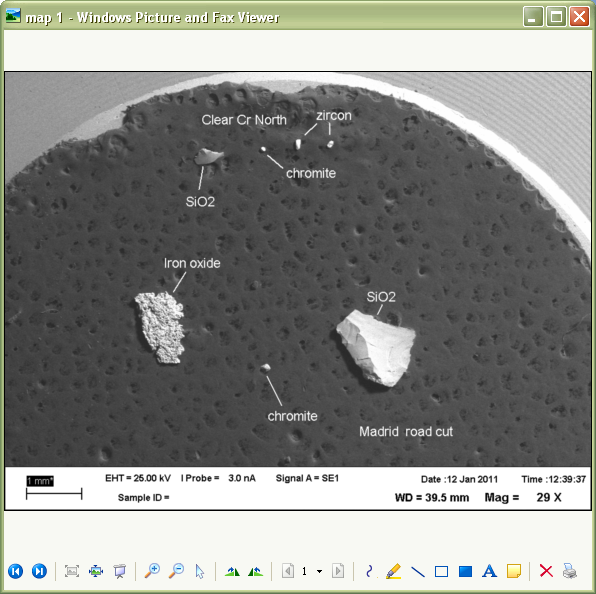 map 1 - Windows Picture and Fax Viewer
Clear Cr North
zircon
chromite
SiO2
Iron oxide
SiO2
chromite
Madrid road cut
1 mm*
EHT = 25.00 kV I Probe = 3.0 nA Signal A = SE1 Date :12 Jan 2011 Time :12:39:37
Sample ID = WD = 39.5 mm Mag = 29 X
1
A